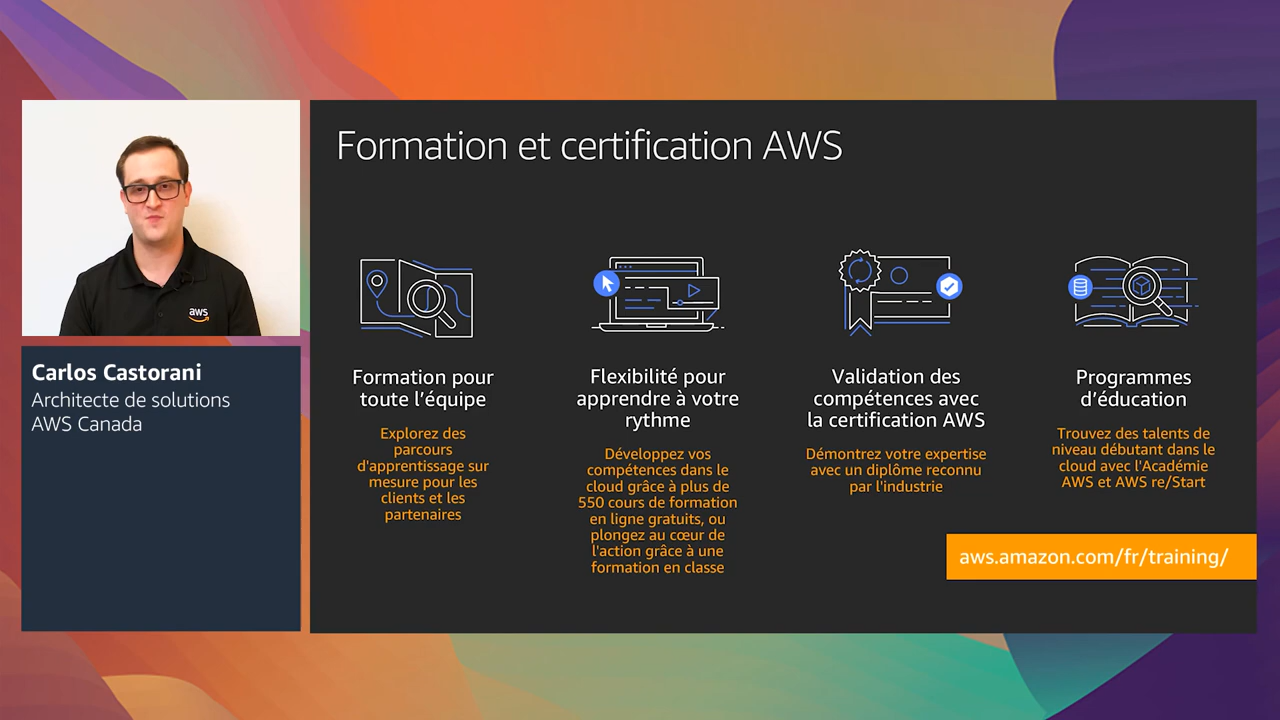 aws
Carlos Castorani
Architecte de solutions
AWS Canada
Formation et certification AWS
Formation pour
toute l’équipe
Explorez des
parcours
d'apprentissage sur
mesure pour les
clients et les
partenaires
Flexibilité pour
apprendre à votre
rythme
Développez vos
compétences dans le
cloud grâce à plus de
550 cours de formation
en ligne gratuits, ou
plongez au cœur de
l'action grâce à une
formation en classe
Validation des
compétences avec
la certification AWS
Démontrez votre expertise
avec un diplôme reconnu
par l'industrie
Programmes
d’éducation
Trouvez des talents de
niveau débutant dans le
cloud avec l'Académie
AWS et AWS re/Start
aws.amazon.com/fr/training/